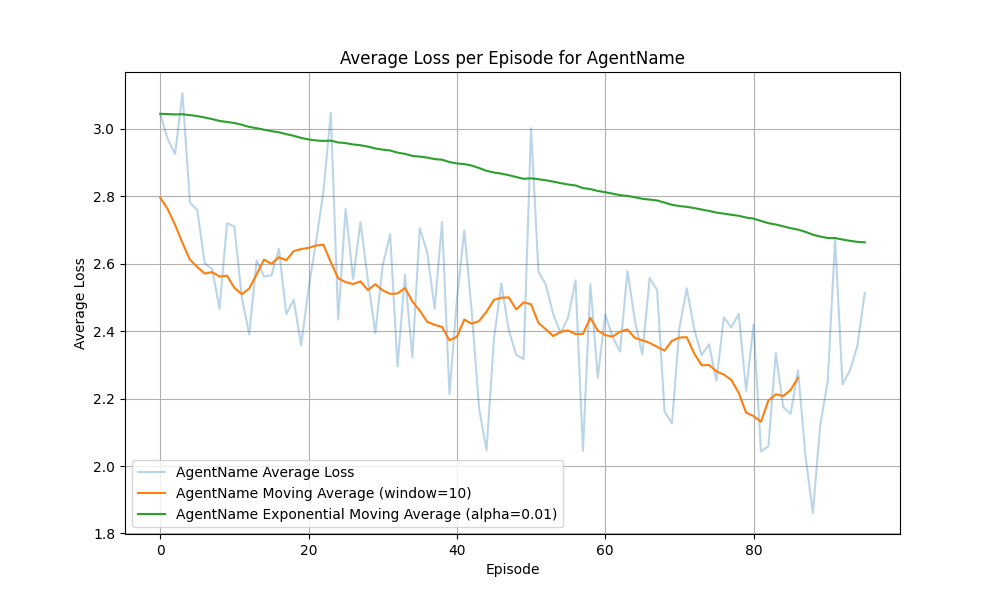 Average Loss per Episode for AgentName
Average Loss
3.0
2.8
2.6
2.4
2.2
2.0
1.8
AgentName Average Loss
AgentName Moving Average (window=10)
AgentName Exponential Moving Average (alpha=0.01)
0 20 40 60 80
Episode